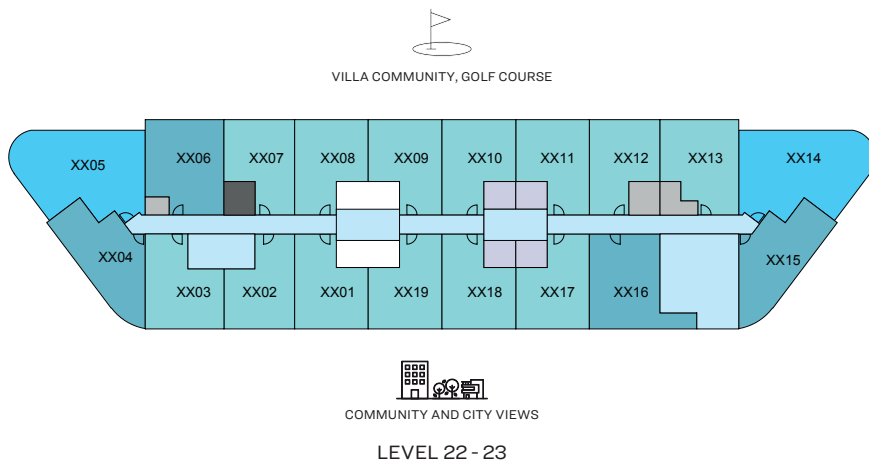 VILLA COMMUNITY, GOLF COURSE
XX05
XX06
XX07
XX08
XX09
XX10
XX11
XX12
XX13
XX14
XX04
XX03
XX02
XX01
XX19
XX18
XX17
XX16
XX15
COMMUNITY AND CITY VIEWS
LEVEL 22 - 23